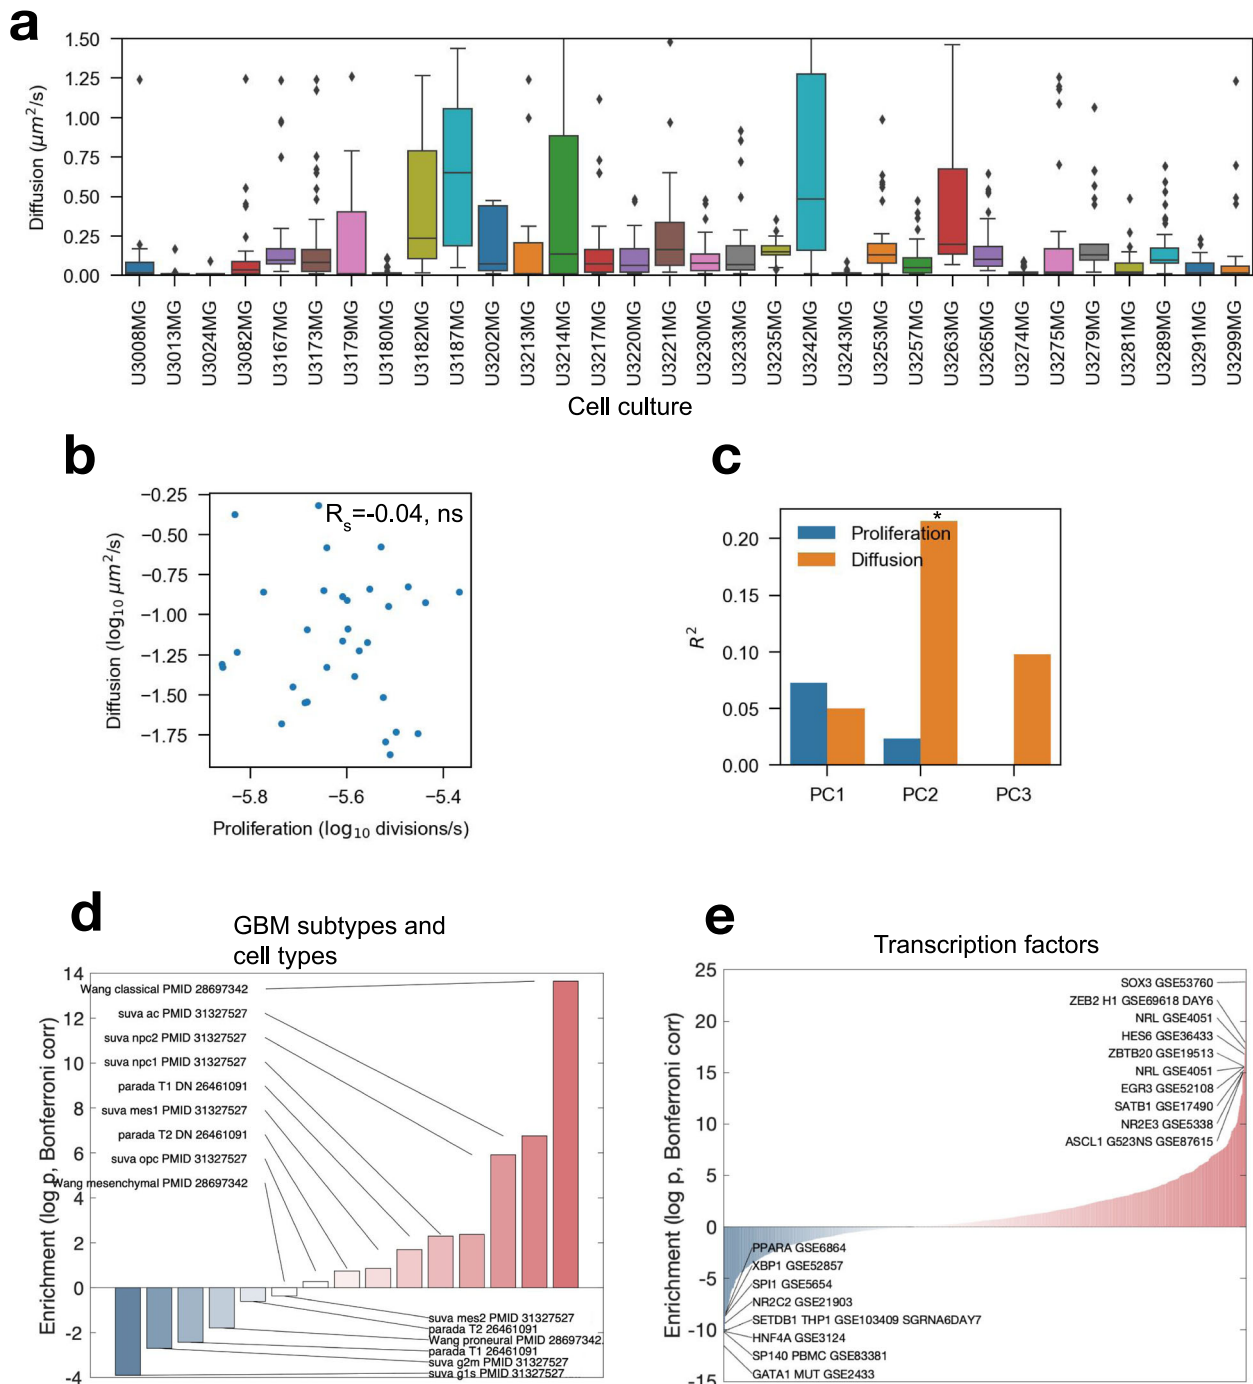 a
1.50
1.25
1.00
0.75
0.50
0.25
0.00
Diffusion (μm²/s)
U3008MG
U3013MG
U3024MG
U3082MG
U3167MG
U3173MG
U3179MG
U3180MG
U3182MG
U3187MG
U3202MG
U3213MG
U3214MG
U3217MG
U3220MG
U3221MG
U3230MG
U3233MG
U3235MG
U3242MG
U3243MG
U3253MG
U3257MG
U3263MG
U3265MG
U3274MG
U3275MG
U3279MG
U3281MG
U3289MG
U3291MG
U3299MG
Cell culture
b
Rₛ=-0.04, ns
−0.25
−0.50
−0.75
−1.00
−1.25
−1.50
−1.75
Diffusion (log₁₀ μm²/s)
−5.8
−5.6
−5.4
Proliferation (log₁₀ divisions/s)
c
*
Proliferation
Diffusion
0.20
0.15
0.10
0.05
0.00
R²
PC1
PC2
PC3
d
GBM subtypes and
cell types
14
12
10
8
6
4
2
0
-2
-4
Enrichment (log p, Bonferroni corr)
Wang classical PMID 28697342
suva ac PMID 31327527
suva npc2 PMID 31327527
suva npc1 PMID 31327527
parada T1 DN 26461091
suva mes1 PMID 31327527
parada T2 DN 26461091
suva opc PMID 31327527
Wang mesenchymal PMID 28697342
suva mes2 PMID 31327527
parada T2 26461091
Wang proneural PMID 28697342
parada T1 26461091
suva g2m PMID 31327527
suva g1s PMID 31327527
e
Transcription factors
25
20
15
10
5
0
-5
-10
-15
Enrichment (log p, Bonferroni corr)
SOX3 GSE53760
ZEB2 H1 GSE69618 DAY6
NRL GSE4051
HES6 GSE36433
ZBTB20 GSE19513
NRL GSE4051
EGR3 GSE52108
SATB1 GSE17490
NR2E3 GSE5338
ASCL1 G523NS GSE87615
PPARA GSE6864
XBP1 GSE52857
SPI1 GSE5654
NR2C2 GSE21903
SETDB1 THP1 GSE103409 SGRNA6DAY7
HNF4A GSE3124
SP140 PBMC GSE83381
GATA1 MUT GSE2433